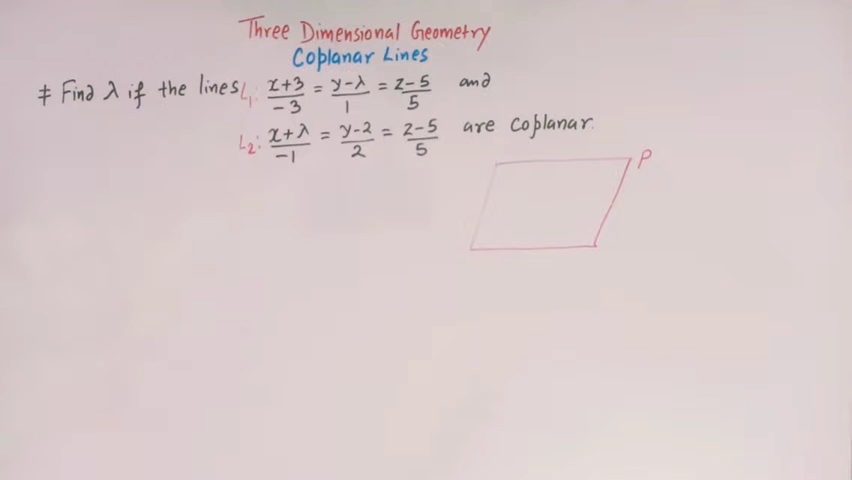 Three Dimensional Geometry
Coplanar Lines
# Find λ if the lines L₁: x+3/-3 = y-λ/1 = z-5/5 and
L₂: x+λ/-1 = y-2/2 = z-5/5 are coplanar.
P